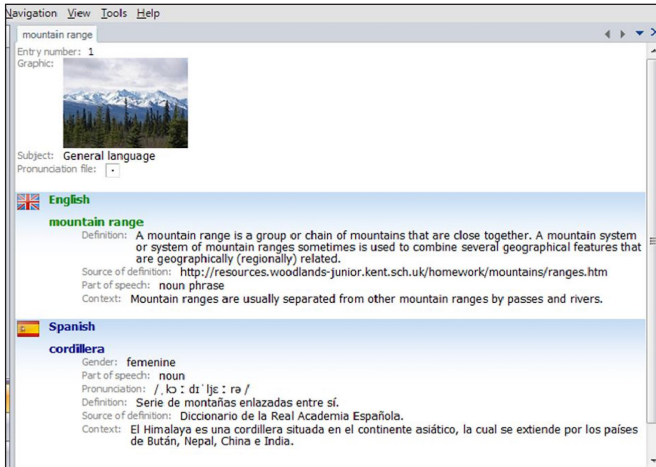 Navigation View Tools Help
mountain range
Entry number: 1
Graphic:
Subject: General language
Pronunciation file:
English
mountain range
Definition: A mountain range is a group or chain of mountains that are close together. A mountain system
or system of mountain ranges sometimes is used to combine several geographical features that
are geographically (regionally) related.
Source of definition: http://resources.woodlands-junior.kent.sch.uk/homework/mountains/ranges.htm
Part of speech: noun phrase
Context: Mountain ranges are usually separated from other mountain ranges by passes and rivers.
Spanish
cordillera
Gender: femenine
Part of speech: noun
Pronunciation: /ˌkɔːdɪˈljɛːrə/
Definition: Serie de montañas enlazadas entre sí.
Source of definition: Diccionario de la Real Academia Española.
Context: El Himalaya es una cordillera situada en el continente asiático, la cual se extiende por los países
de Bután, Nepal, China e India.